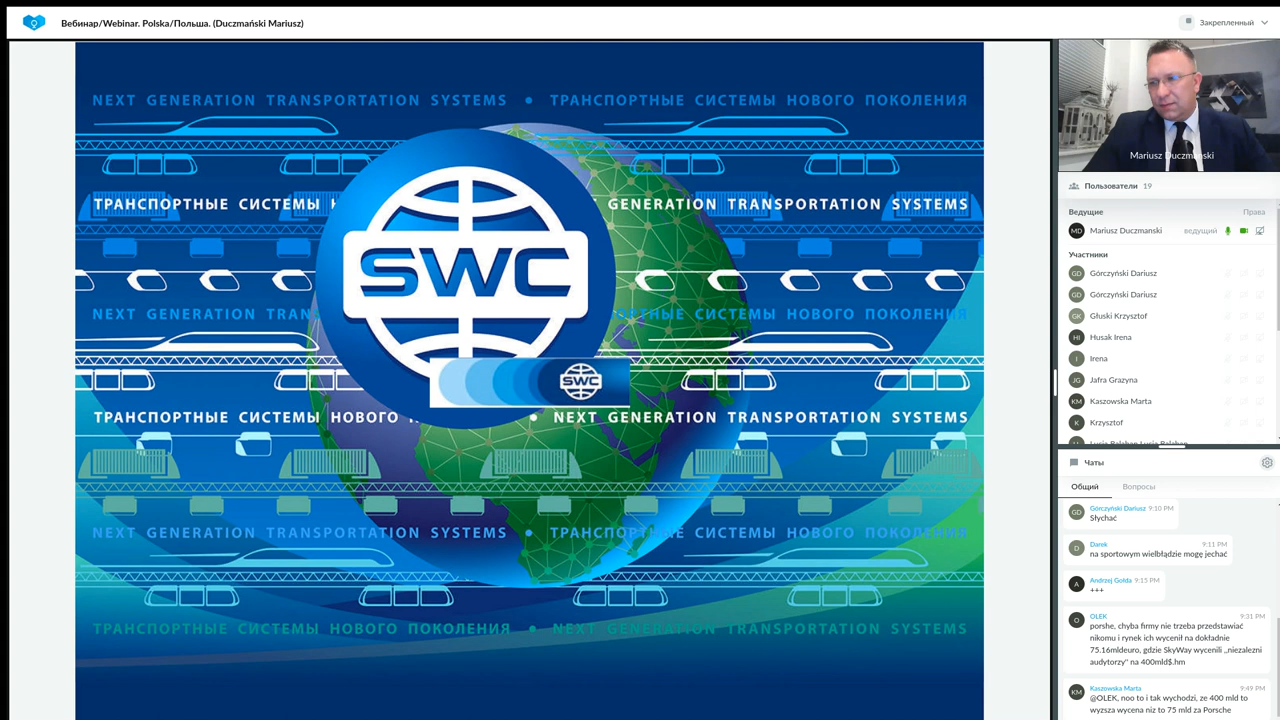 Вебинар/Webinar. Polska/Польша. (Duczmański Mariusz)
Закрепленный
NEXT GENERATION TRANSPORTATION SYSTEMS • ТРАНСПОРТНЫЕ СИСТЕМЫ НОВОГО ПОКОЛЕНИЯ
ТРАНСПОРТНЫЕ СИСТЕМЫ
GENERATION TRANSPORTATION SYSTEMS
SWC
NEXT GENERATION
СИСТЕМЫ НОВОГО ПОКОЛЕНИЯ
SWC
ТРАНСПОРТНЫЕ СИСТЕМЫ НОВОГО • NEXT GENERATION TRANSPORTATION SYSTEMS
NEXT GENERATION TRANSPORTATION SYSTEMS • ТРАНСПОРТНЫЕ СИСТЕМЫ НОВОГО ПОКОЛЕНИЯ
ТРАНСПОРТНЫЕ СИСТЕМЫ НОВОГО ПОКОЛЕНИЯ • NEXT GENERATION TRANSPORTATION SYSTEMS
Mariusz Duczmanski
Пользователи 19
Ведущие Права
MD Mariusz Duczmanski ведущий
Участники
GD Górczyński Dariusz
GD Górczyński Dariusz
GK Głuski Krzysztof
HI Husak Irena
I Irena
JG Jafra Grazyna
KM Kaszowska Marta
K Krzysztof
Чаты
Общий Вопросы
GD Górczyński Dariusz 9:10 PM
Słychać
D Darek 9:11 PM
na sportowym wielbłądzie mogę jechać
A Andrzej Gołda 9:15 PM
+++
O OLEK 9:31 PM
porshe, chyba firmy nie trzeba przedstawiać
nikomu i rynek ich wycenił na dokładnie
75.16mldeuro, gdzie SkyWay wycenili ,,niezalezni
audytorzy'' na 400mld$.hm
KM Kaszowska Marta 9:49 PM
@OLEK, noo to i tak wychodzi, ze 400 mld to
wyzsza wycena niz to 75 mld za Porsche